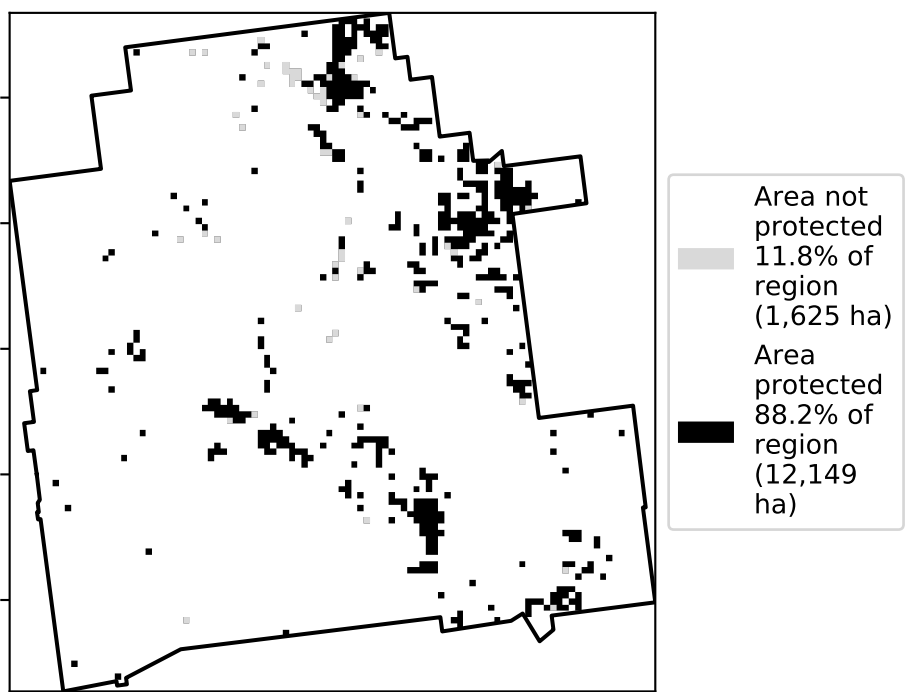 Area not
protected
11.8% of
region
(1,625 ha)
Area
protected
88.2% of
region
(12,149
ha)